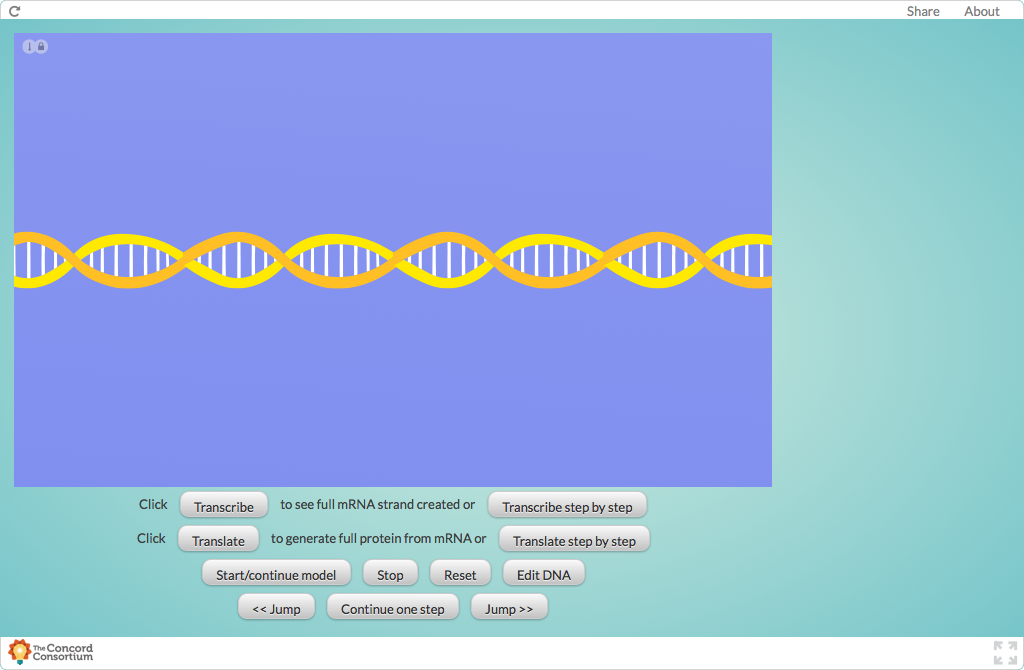 Share About
Click Transcribe to see full mRNA strand created or Transcribe step by step
Click Translate to generate full protein from mRNA or Translate step by step
Start/continue model Stop Reset Edit DNA
<< Jump Continue one step Jump >>
The Concord
Consortium